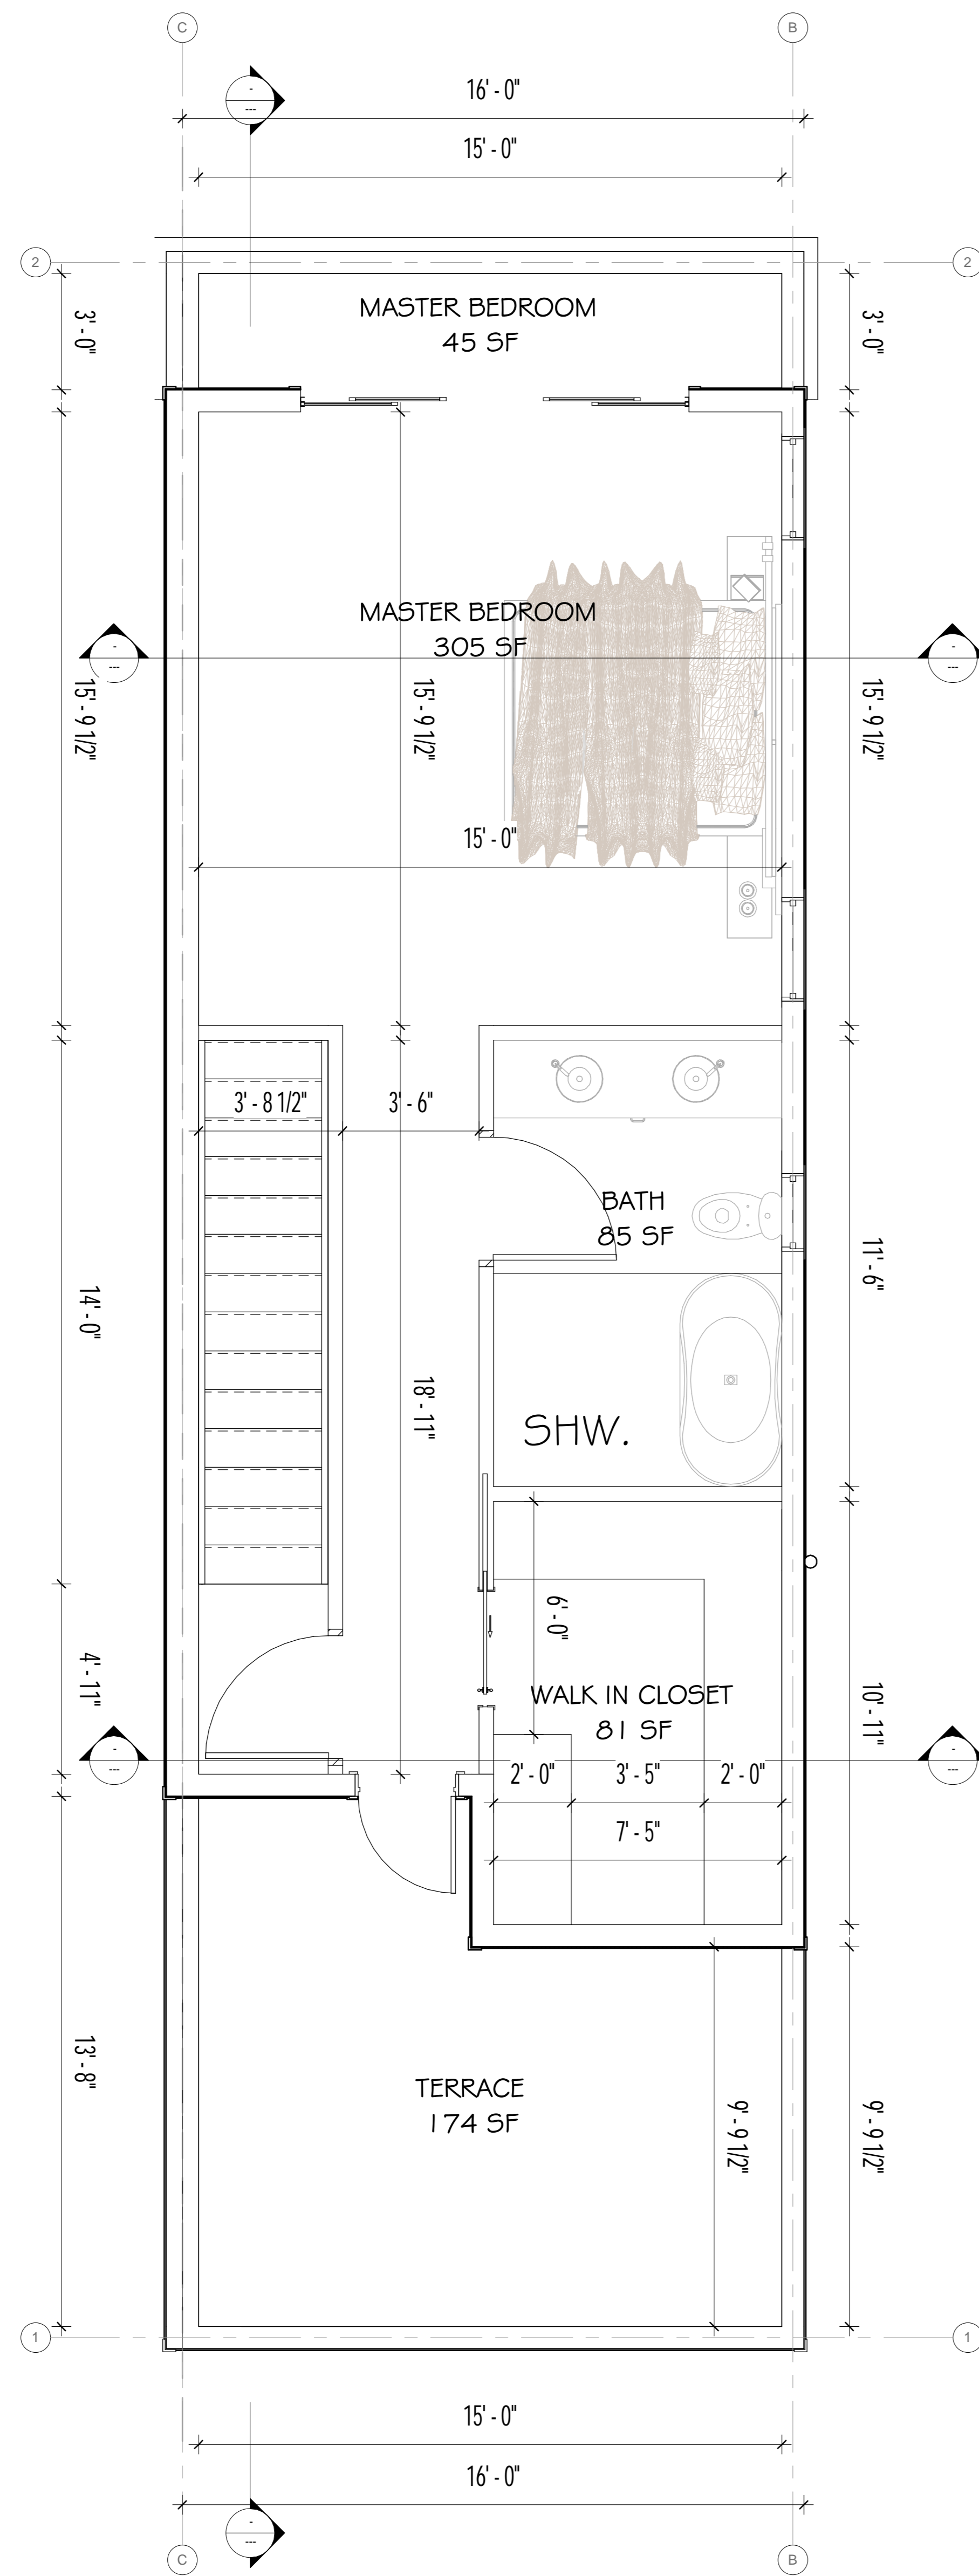 C
B
-
---
16' - 0"
15' - 0"
2
2
3' - 0"
MASTER BEDROOM
45 SF
3' - 0"
MASTER BEDROOM
305 SF
-
---
-
---
15' - 9 1/2"
15' - 9 1/2"
15' - 9 1/2"
15' - 0"
3' - 8 1/2"
3' - 6"
BATH
85 SF
11' - 6"
14' - 0"
18' - 11"
SHW.
6' - 0"
4' - 11"
WALK IN CLOSET
81 SF
10' - 11"
-
---
-
---
2' - 0"
3' - 5"
2' - 0"
7' - 5"
13' - 8"
TERRACE
174 SF
9' - 9 1/2"
9' - 9 1/2"
1
1
15' - 0"
16' - 0"
-
---
C
B